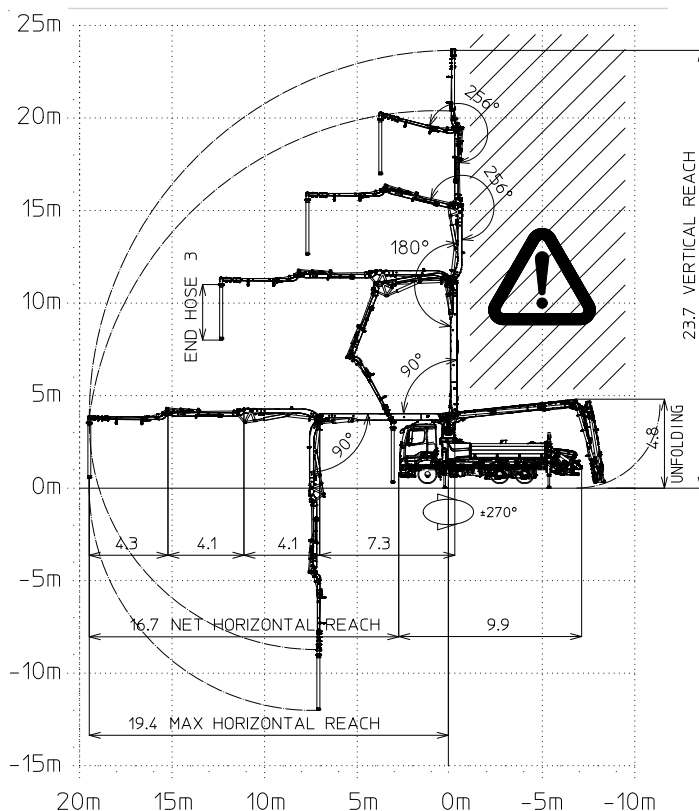 25m
20m
256°
256°
15m
180°
23.7 VERTICAL REACH
END HOSE 3
10m
90°
5m
90°
4.8
UNFOLDING
0m
±270°
4.3 4.1 4.1 7.3
-5m
16.7 NET HORIZONTAL REACH 9.9
-10m
19.4 MAX HORIZONTAL REACH
-15m
20m 15m 10m 5m 0m -5m -10m